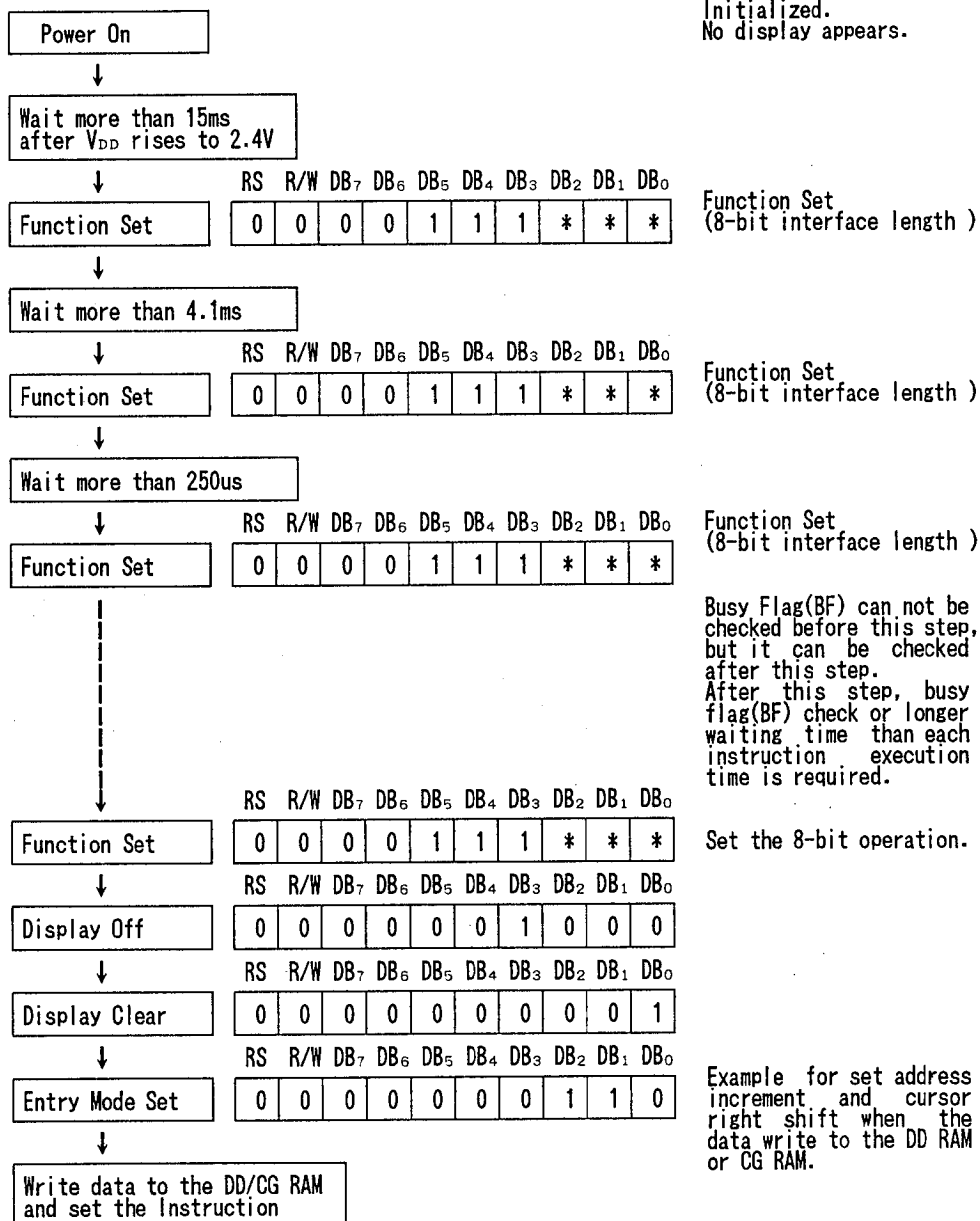 Initialized.
No display appears.
Power On
↓
Wait more than 15ms
after VDD rises to 2.4V
↓
RS R/W DB7 DB6 DB5 DB4 DB3 DB2 DB1 DB0
Function Set 0 0 0 0 1 1 1 * * *
Function Set
(8-bit interface length )
↓
Wait more than 4.1ms
↓
RS R/W DB7 DB6 DB5 DB4 DB3 DB2 DB1 DB0
Function Set 0 0 0 0 1 1 1 * * *
Function Set
(8-bit interface length )
↓
Wait more than 250us
↓
RS R/W DB7 DB6 DB5 DB4 DB3 DB2 DB1 DB0
Function Set 0 0 0 0 1 1 1 * * *
Function Set
(8-bit interface length )
Busy Flag(BF) can not be
checked before this step,
but it can be checked
after this step.
After this step, busy
flag(BF) check or longer
waiting time than each
instruction execution
time is required.
RS R/W DB7 DB6 DB5 DB4 DB3 DB2 DB1 DB0
Function Set 0 0 0 0 1 1 1 * * *
Set the 8-bit operation.
↓
RS R/W DB7 DB6 DB5 DB4 DB3 DB2 DB1 DB0
Display Off 0 0 0 0 0 0 1 0 0 0
↓
RS R/W DB7 DB6 DB5 DB4 DB3 DB2 DB1 DB0
Display Clear 0 0 0 0 0 0 0 0 0 1
↓
RS R/W DB7 DB6 DB5 DB4 DB3 DB2 DB1 DB0
Entry Mode Set 0 0 0 0 0 0 0 1 1 0
Example for set address
increment and cursor
right shift when the
data write to the DD RAM
or CG RAM.
↓
Write data to the DD/CG RAM
and set the Instruction